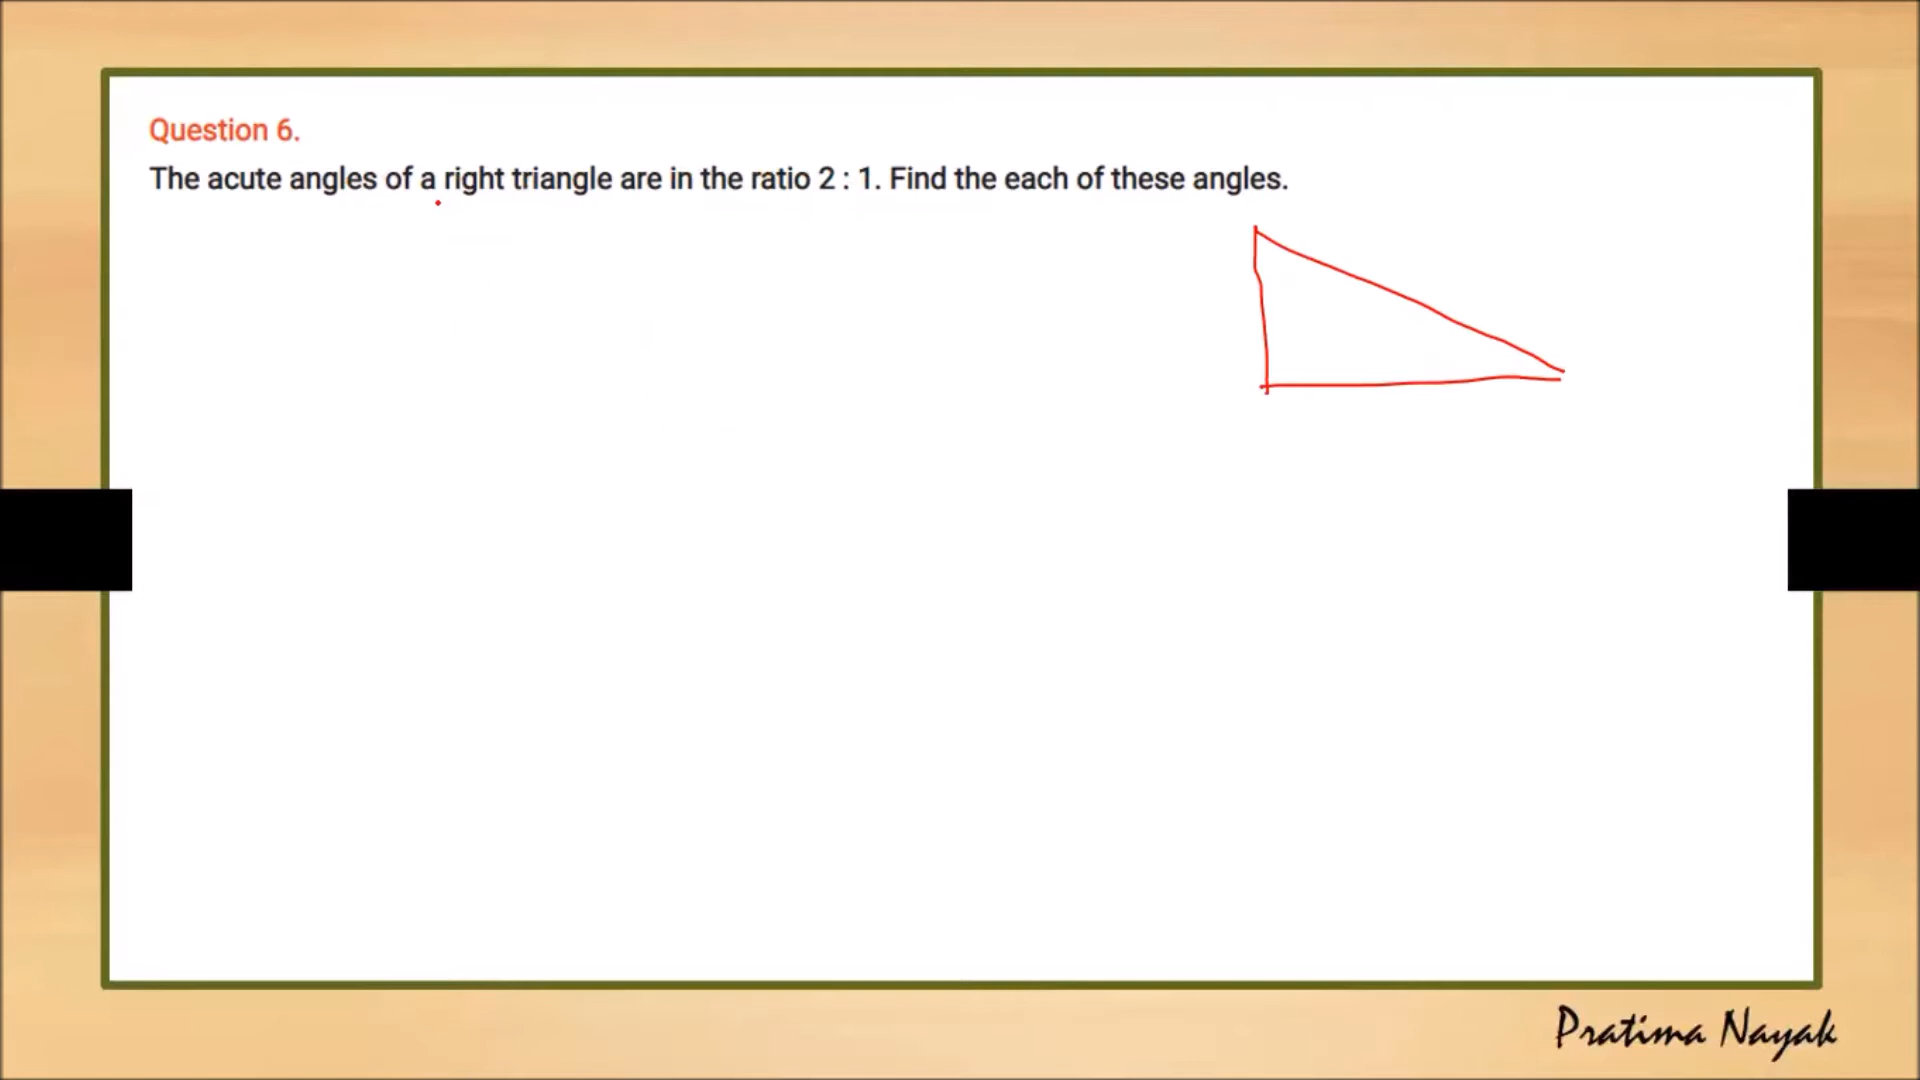 Question 6.
The acute angles of a right triangle are in the ratio 2 : 1. Find the each of these angles.
Pratima Nayak